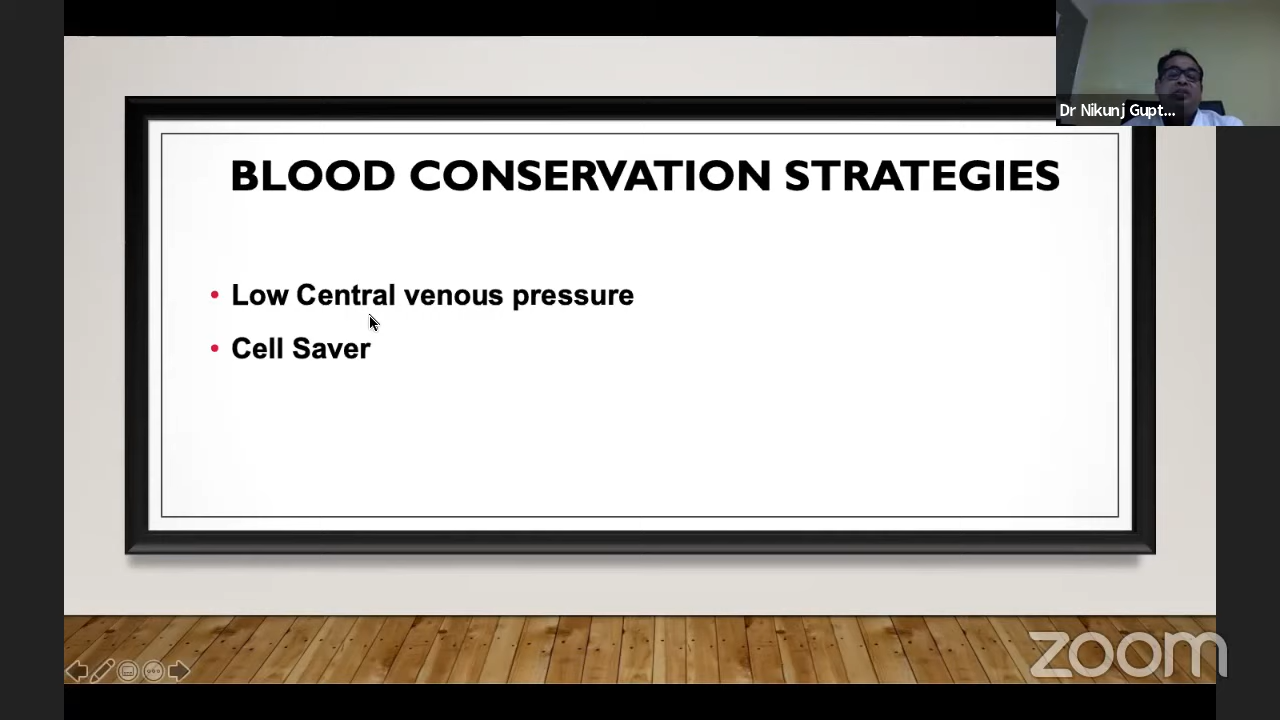 Dr Nikunj Gupt...
BLOOD CONSERVATION STRATEGIES
• Low Central venous pressure
• Cell Saver
zoom